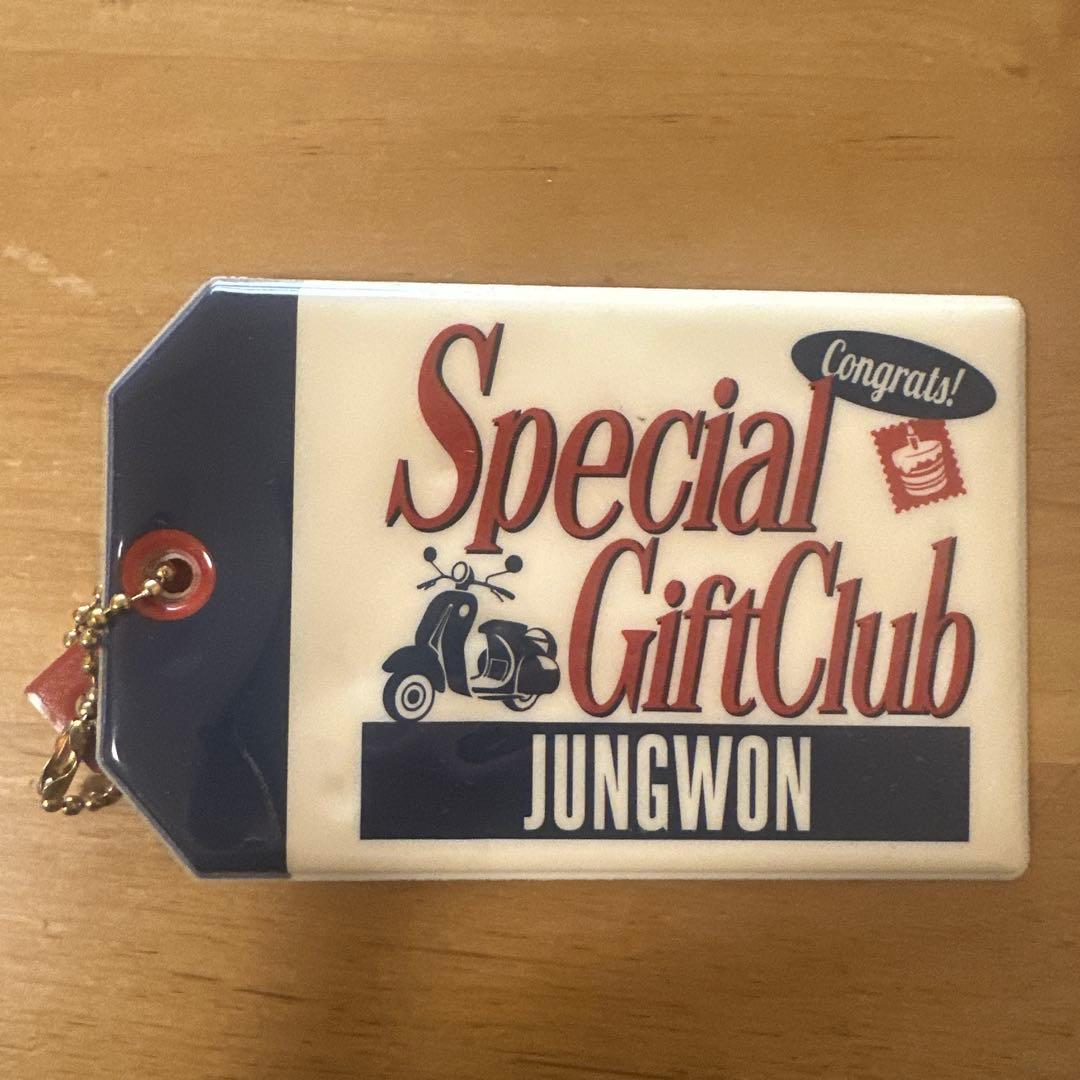 Congrats!
Special
GiftClub
JUNGWON